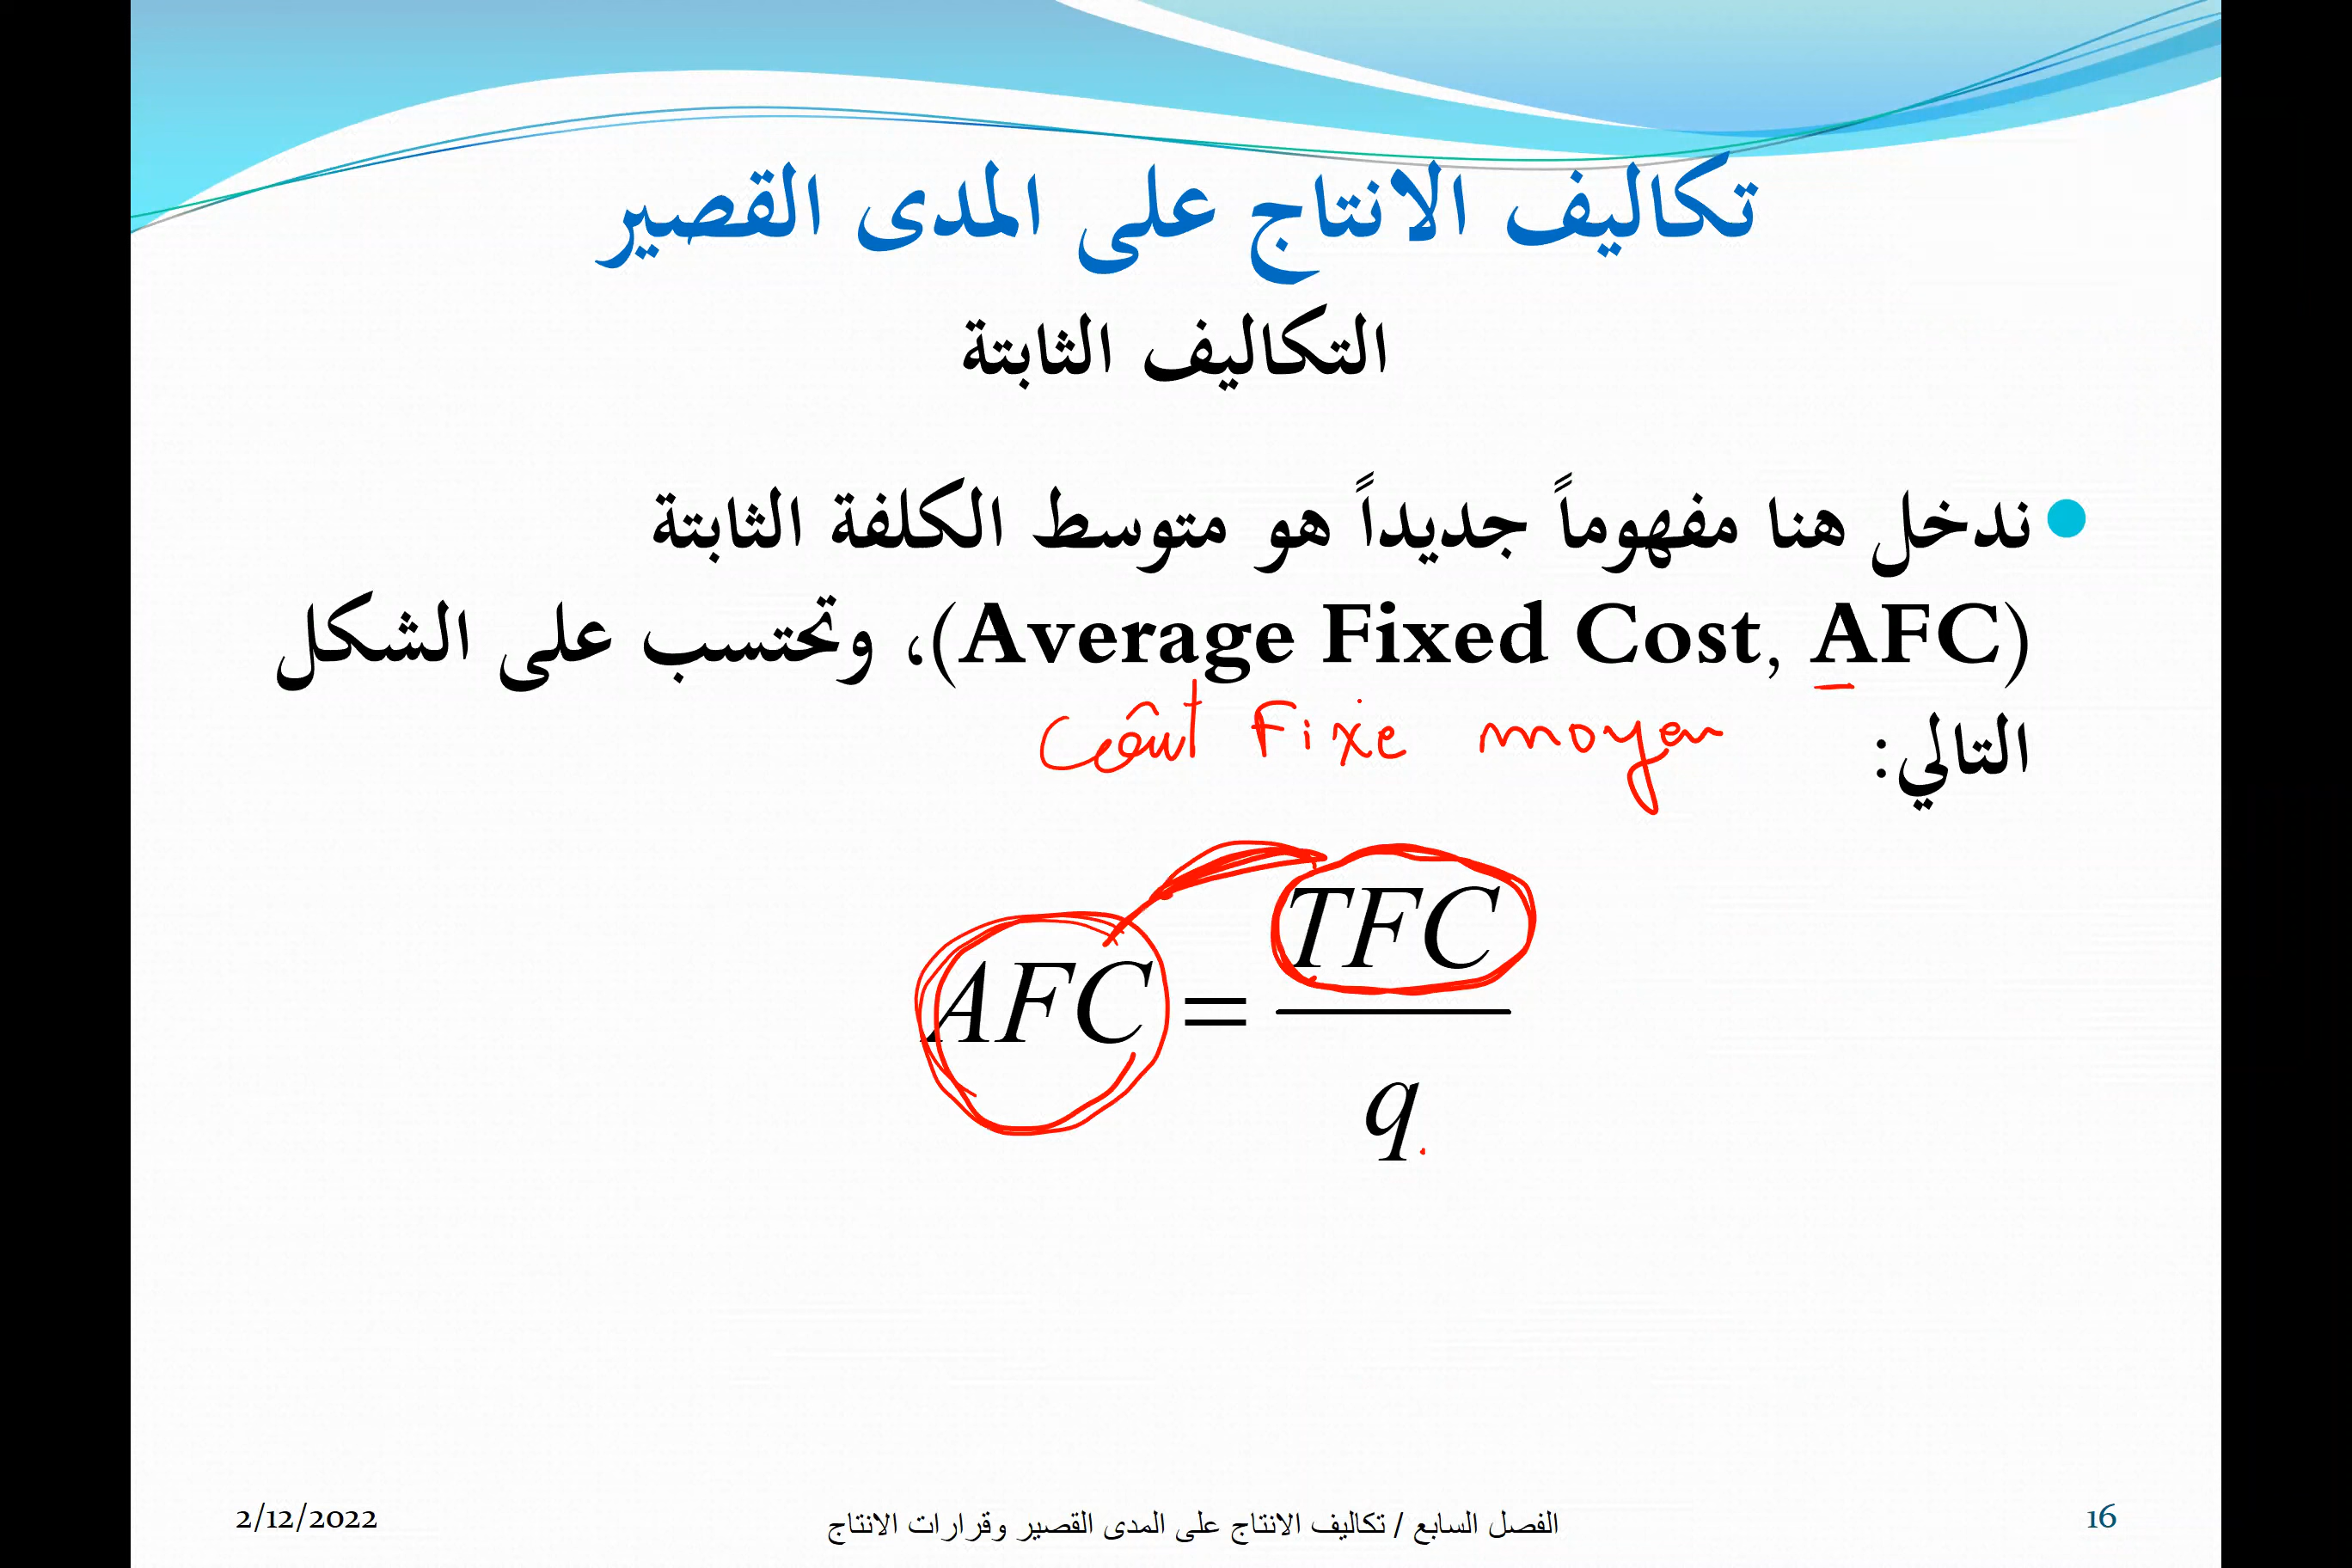 تكاليف الانتاج على المدى القصير
التكاليف الثابتة
ندخل هنا مفهوماً جديداً هو متوسط الكلفة الثابتة
(Average Fixed Cost, AFC)، وتحتسب على الشكل
التالي:
Coût Fixe moyen
AFC = TFC / q
2/12/2022
الفصل السابع / تكاليف الانتاج على المدى القصير وقرارات الانتاج
16